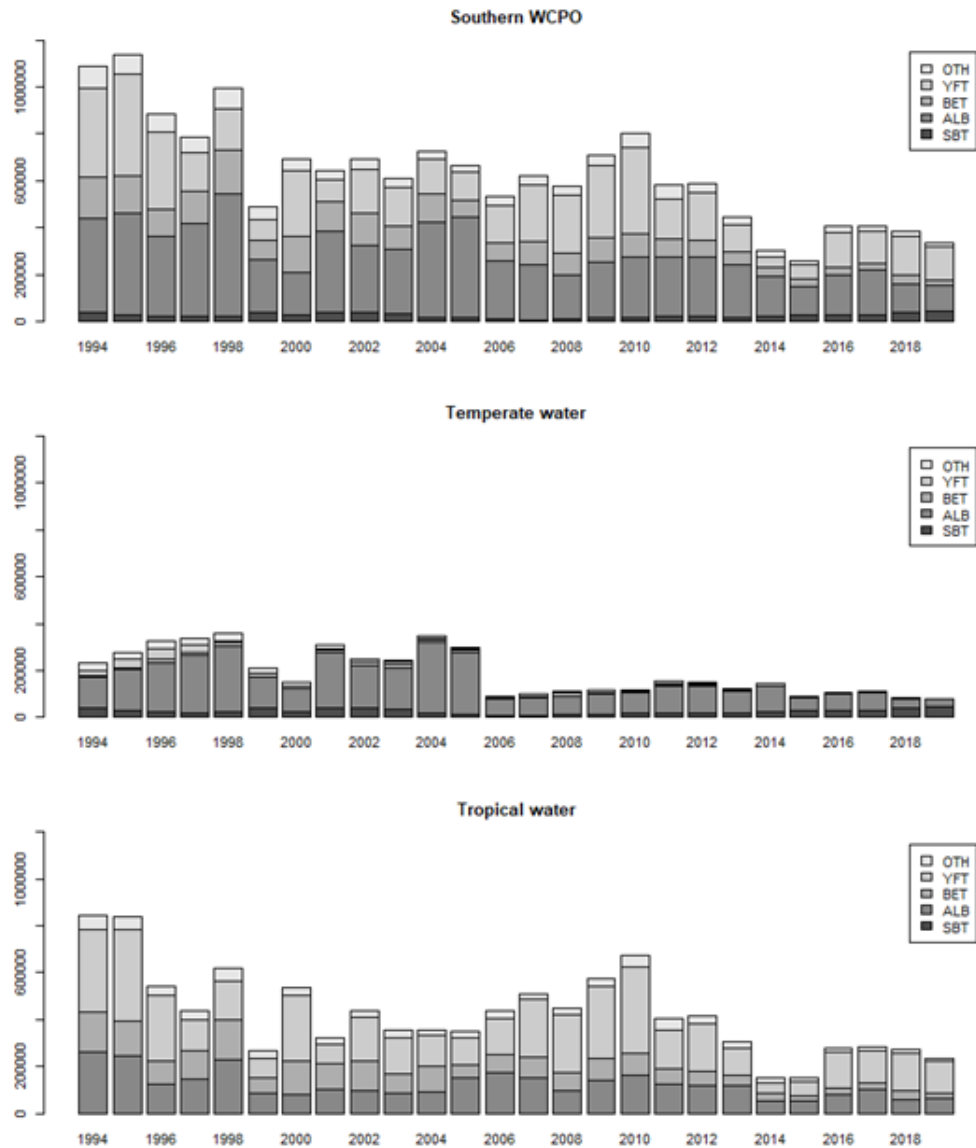 Southern WCPO
1000000
600000
200000
0
OTH
YFT
BET
ALB
SBT
1994 1996 1998 2000 2002 2004 2006 2008 2010 2012 2014 2016 2018
Temperate water
1000000
600000
200000
0
OTH
YFT
BET
ALB
SBT
1994 1996 1998 2000 2002 2004 2006 2008 2010 2012 2014 2016 2018
Tropical water
1000000
600000
200000
0
OTH
YFT
BET
ALB
SBT
1994 1996 1998 2000 2002 2004 2006 2008 2010 2012 2014 2016 2018